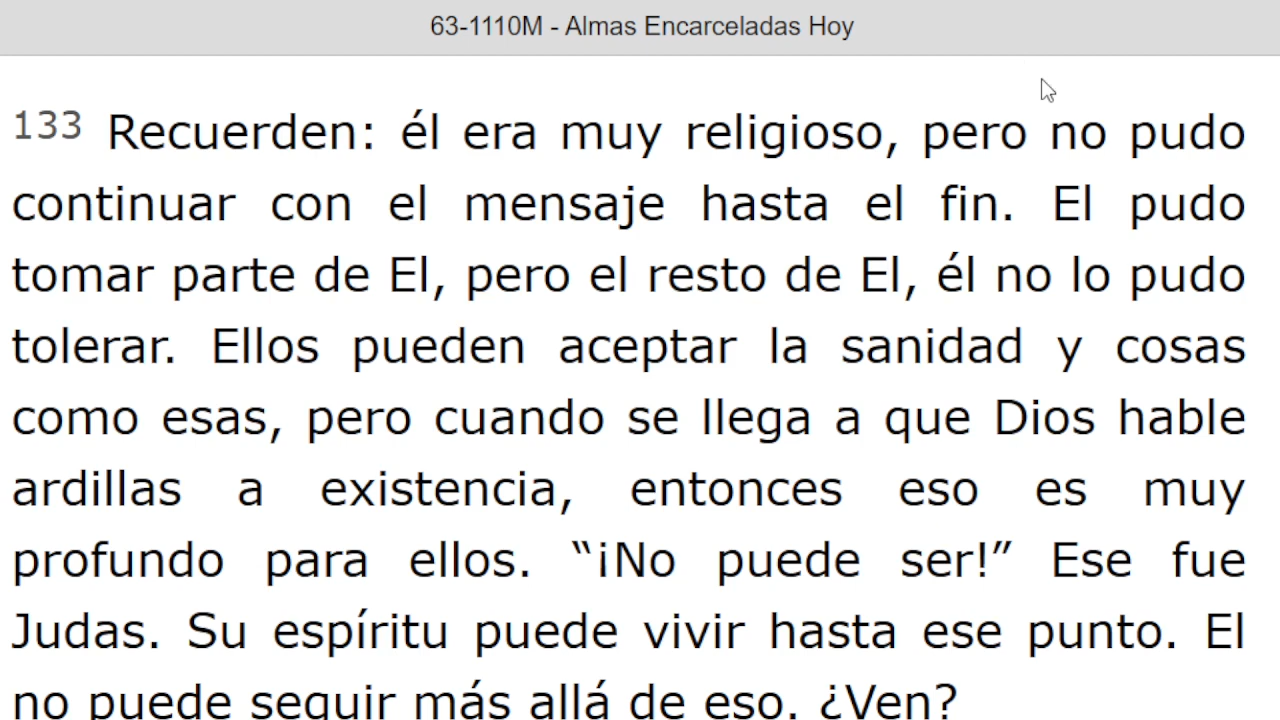 63-1110M - Almas Encarceladas Hoy
133 Recuerden: él era muy religioso, pero no pudo
continuar con el mensaje hasta el fin. El pudo
tomar parte de El, pero el resto de El, él no lo pudo
tolerar. Ellos pueden aceptar la sanidad y cosas
como esas, pero cuando se llega a que Dios hable
ardillas a existencia, entonces eso es muy
profundo para ellos. “¡No puede ser!” Ese fue
Judas. Su espíritu puede vivir hasta ese punto. El
no puede seguir más allá de eso. ¿Ven?